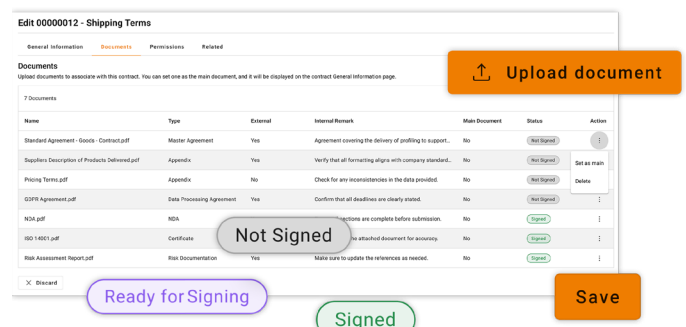 Edit 00000012 - Shipping Terms
General Information Documents Permissions Related
Documents
Upload documents to associate with this contract. You can set one as the main document, and it will be displayed on the contract General Information page.
Upload document
7 Documents
Name Type External Internal Remark Main Document Status Action
Standard Agreement - Goods - Contract.pdf Master Agreement Yes Agreement covering the delivery of profiling to support... No Not Signed
Suppliers Description of Products Delivered.pdf Appendix Yes Verify that all formatting aligns with company standard... No Not Signed
Set as main
Pricing Terms.pdf Appendix No Check for any inconsistencies in the data provided. No Not Signed
Delete
GDPR Agreement.pdf Data Processing Agreement Yes Confirm that all deadlines are clearly stated. No Not Signed
NDA.pdf NDA sections are complete before submission. No Signed
Not Signed
ISO 14001.pdf Certificate the attached document for accuracy. No Signed
Risk Assessment Report.pdf Risk Documentation Yes Make sure to update the references as needed. No Signed
Discard
Ready for Signing
Save
Signed